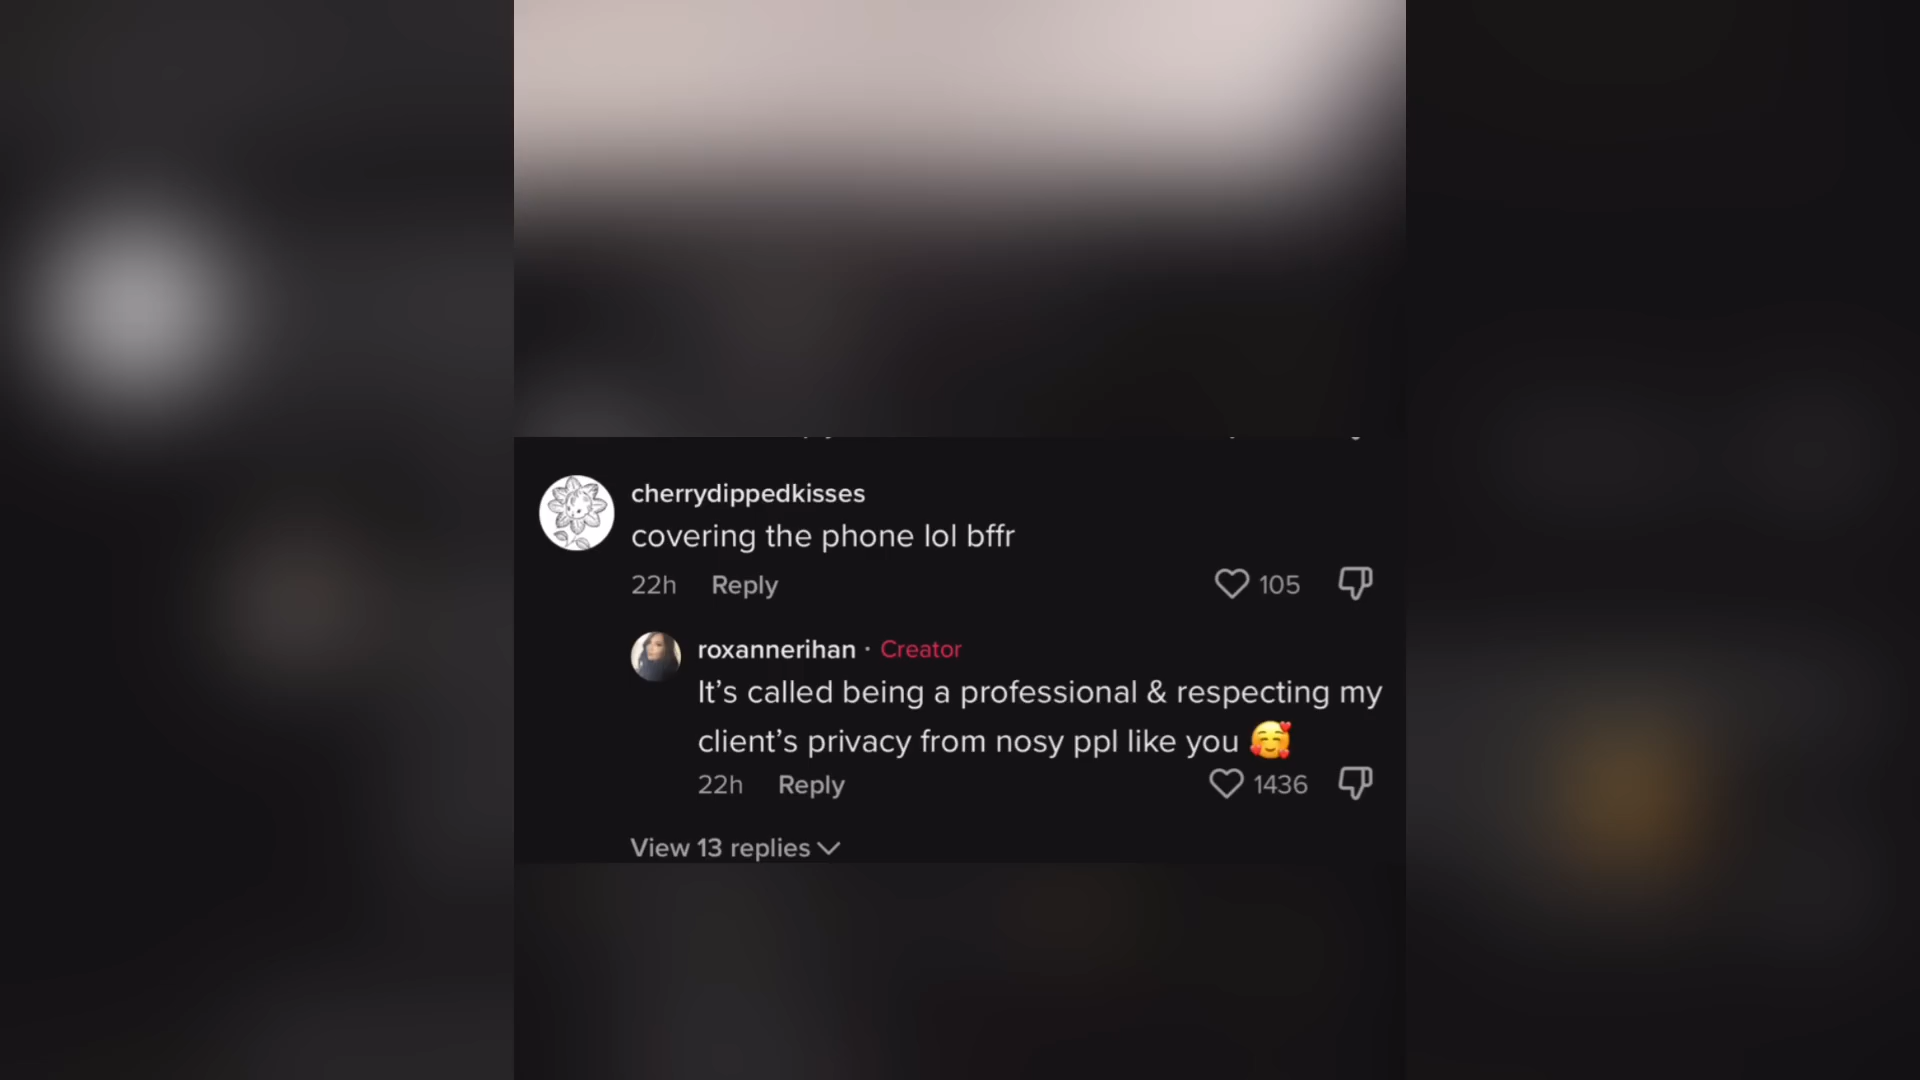 cherrydippedkisses
covering the phone lol bffr
22h Reply 105
roxannerihan · Creator
It’s called being a professional & respecting my
client’s privacy from nosy ppl like you 🥰
22h Reply 1436
View 13 replies